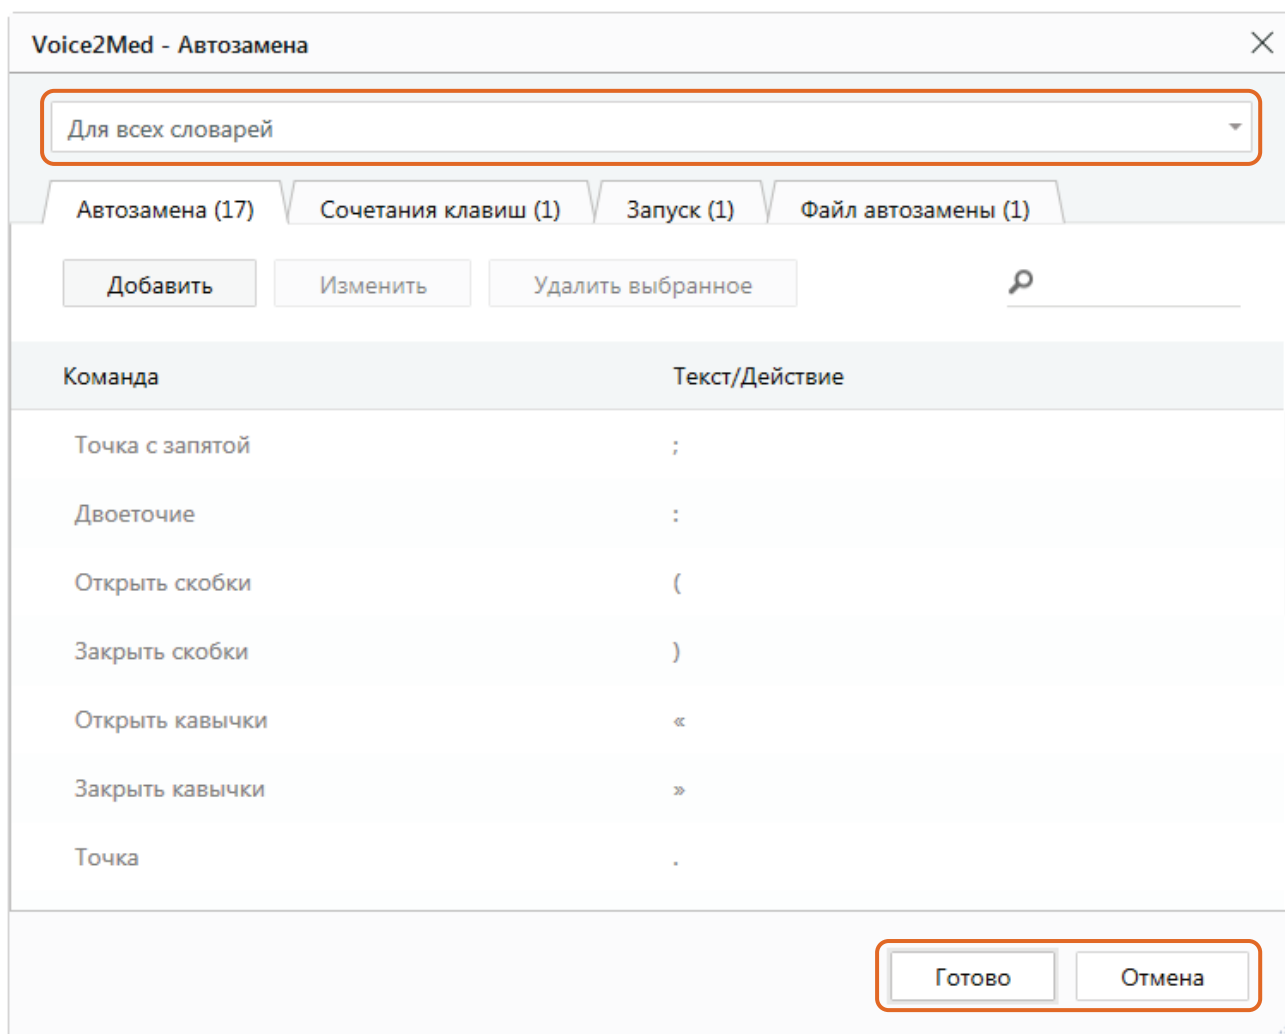 Voice2Med - Автозамена
Для всех словарей
Автозамена (17) Сочетания клавиш (1) Запуск (1) Файл автозамены (1)
Добавить Изменить Удалить выбранное
Команда Текст/Действие
Точка с запятой ;
Двоеточие :
Открыть скобки (
Закрыть скобки )
Открыть кавычки «
Закрыть кавычки »
Точка .
Готово Отмена